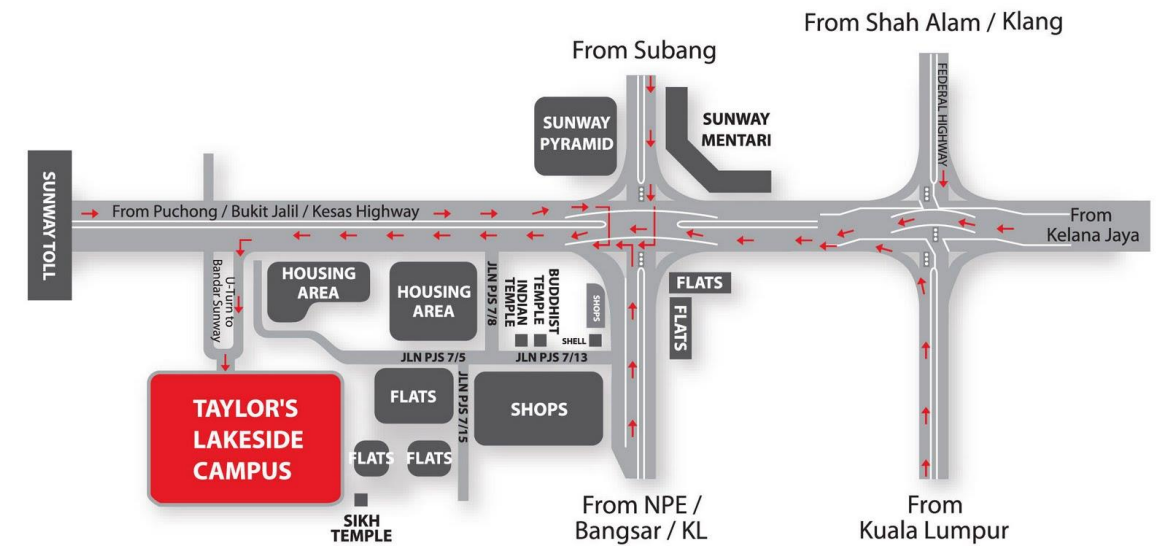 From Shah Alam / Klang
From Subang
FEDERAL HIGHWAY
SUNWAY
PYRAMID
SUNWAY
MENTARI
SUNWAY TOLL
From Puchong / Bukit Jalil / Kesas Highway
From
Kelana Jaya
U-Turn to
Bandar Sunway
HOUSING
AREA
HOUSING
AREA
JLN PJS 7/8
INDIAN
TEMPLE
BUDDHIST
TEMPLE
SHOPS
SHELL
FLATS
FLATS
JLN PJS 7/5
JLN PJS 7/13
TAYLOR'S
LAKESIDE
CAMPUS
FLATS
JLN PJS 7/15
SHOPS
FLATS
FLATS
SIKH
TEMPLE
From NPE /
Bangsar / KL
From
Kuala Lumpur